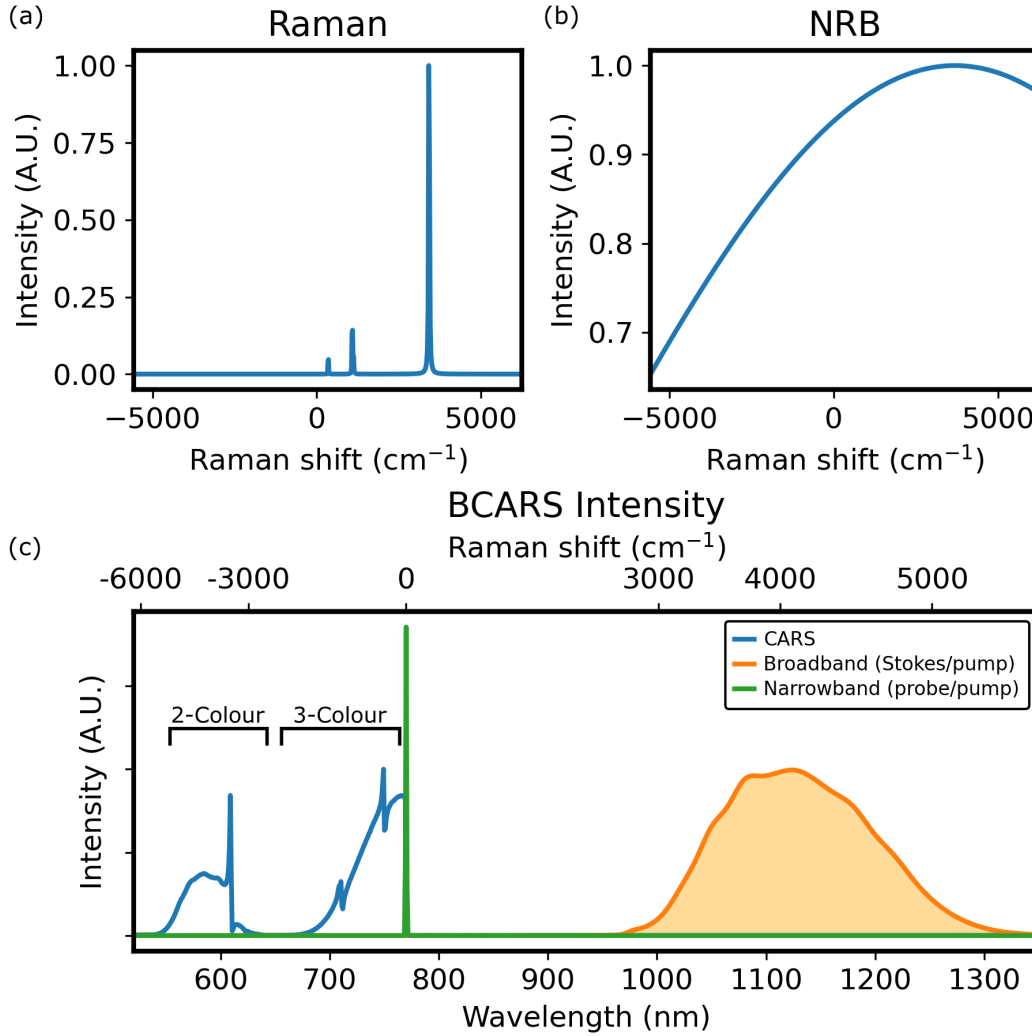 (a)
Raman
1.00
0.75
0.50
0.25
0.00
Intensity (A.U.)
−5000
0
5000
Raman shift (cm⁻¹)
(b)
NRB
1.0
0.9
0.8
0.7
Intensity (A.U.)
−5000
0
5000
Raman shift (cm⁻¹)
BCARS Intensity
(c)
Raman shift (cm⁻¹)
-6000
-3000
0
3000
4000
5000
CARS
Broadband (Stokes/pump)
Narrowband (probe/pump)
2-Colour
3-Colour
Intensity (A.U.)
600
700
800
900
1000
1100
1200
1300
Wavelength (nm)